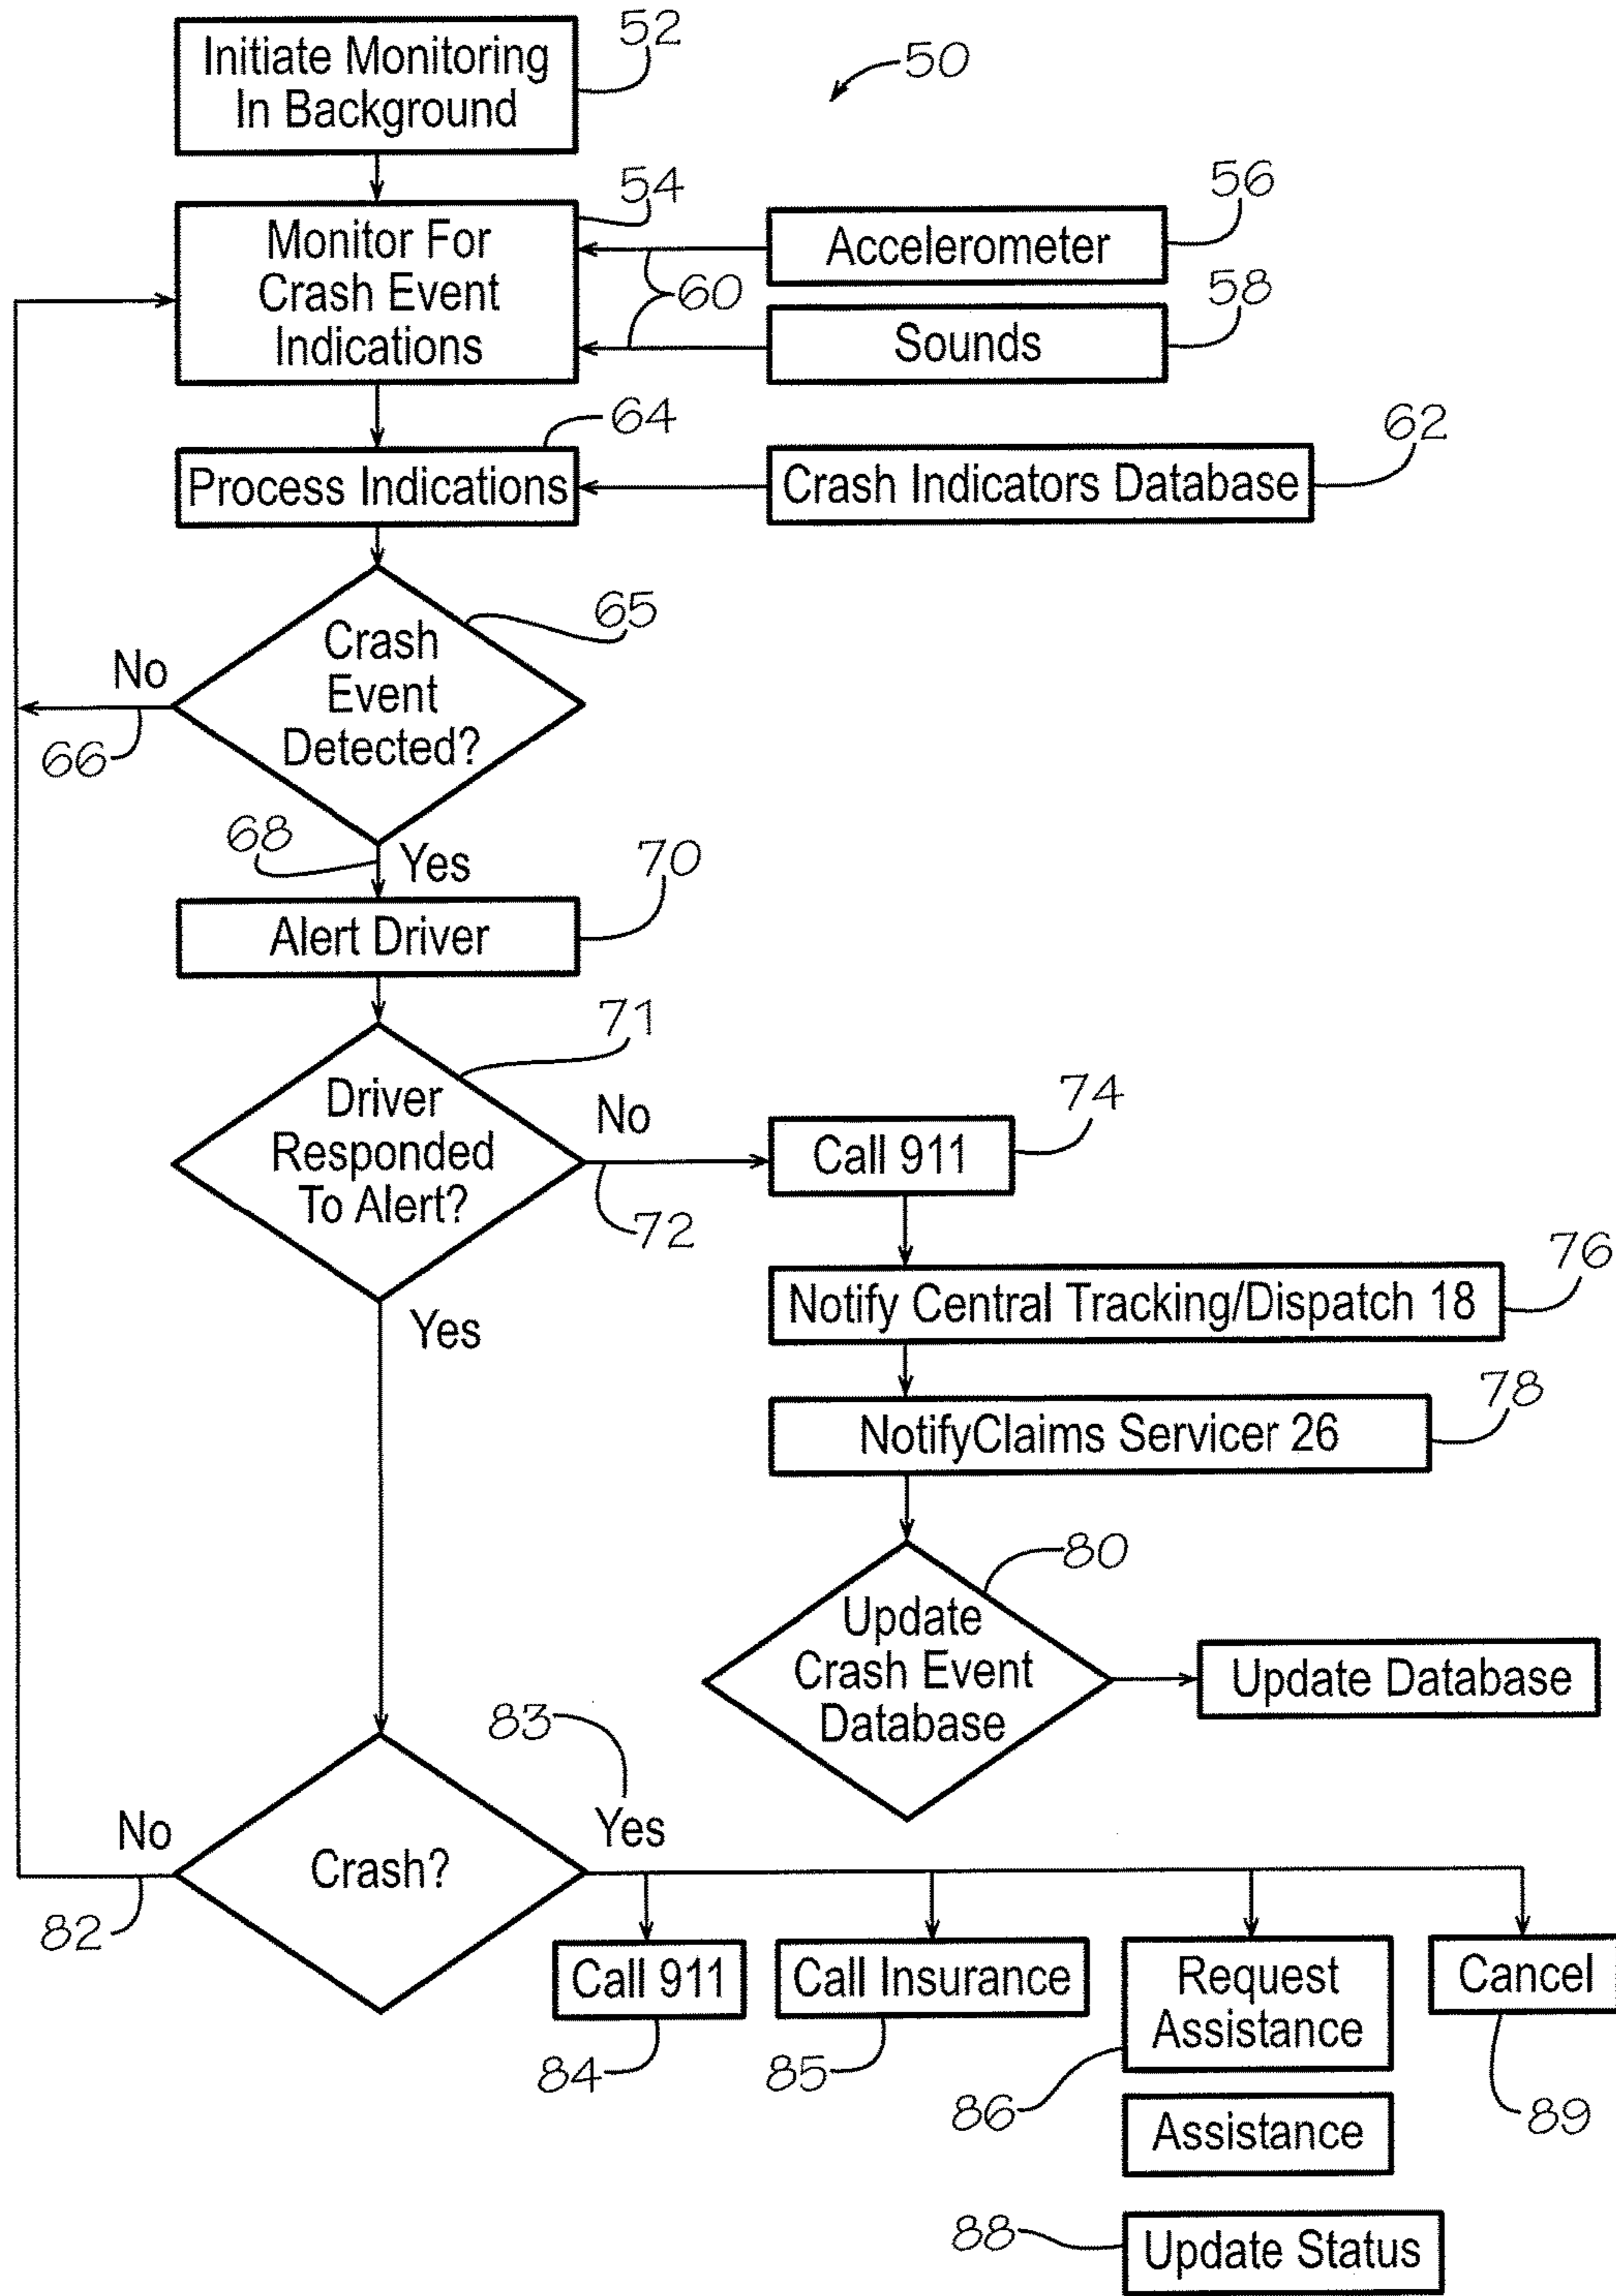 Initiate Monitoring
In Background
52
50
54
Monitor For
Crash Event
Indications
Accelerometer
56
60
Sounds
58
64
Process Indications
Crash Indicators Database
62
Crash
Event
Detected?
65
No
66
68
Yes
Alert Driver
70
71
Driver
Responded
To Alert?
No
72
Call 911
74
Yes
Notify Central Tracking/Dispatch 18
76
NotifyClaims Servicer 26
78
80
Update
Crash Event
Database
Update Database
83
No
Yes
Crash?
82
Call 911
84
Call Insurance
85
Request
Assistance
86
Cancel
89
Assistance
88
Update Status